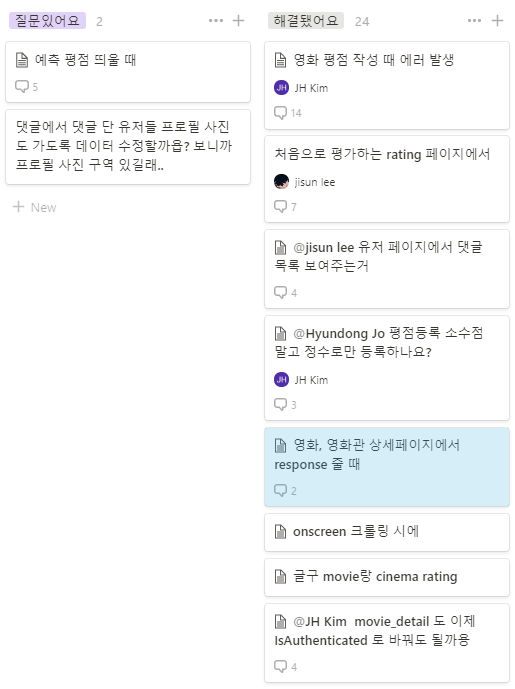 질문있어요 2
예측 평점 띄울 때
5
댓글에서 댓글 단 유저들 프로필 사진
도 가도록 데이터 수정할까욥? 보니까
프로필 사진 구역 있길래..
New
해결됐어요 24
영화 평점 작성 때 에러 발생
JH JH Kim
14
처음으로 평가하는 rating 페이지에서
jisun lee
7
@jisun lee 유저 페이지에서 댓글
목록 보여주는거
4
@Hyundong Jo 평점등록 소수점
말고 정수로만 등록하나요?
JH JH Kim
3
영화, 영화관 상세페이지에서
response 줄 때
2
onscreen 크롤링 시에
글구 movie랑 cinema rating
@JH Kim movie_detail 도 이제
IsAuthenticated 로 바꿔도 될까용
4